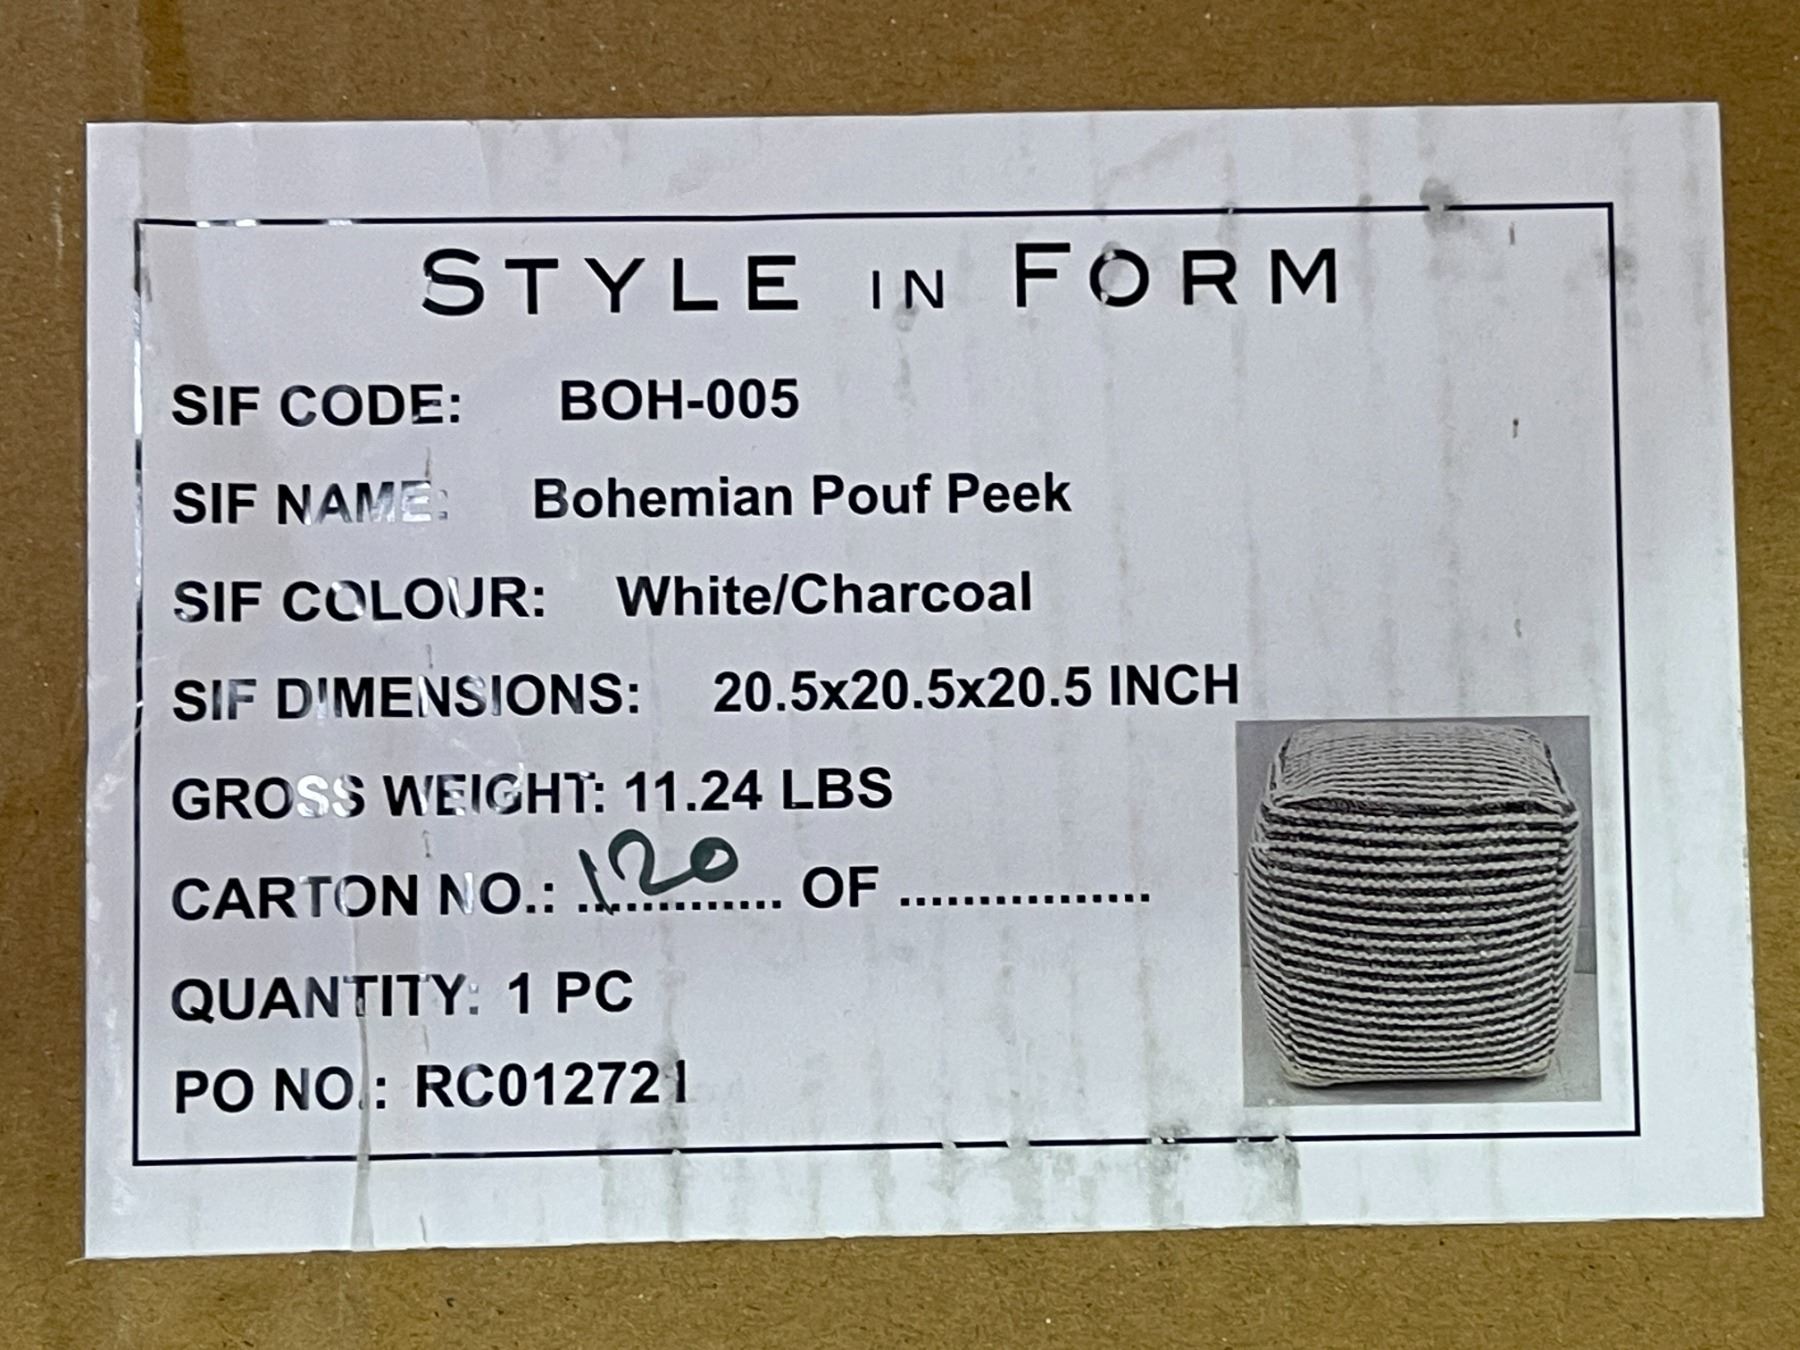 STYLE IN FORM
SIF CODE: BOH-005
SIF NAME: Bohemian Pouf Peek
SIF COLOUR: White/Charcoal
SIF DIMENSIONS: 20.5x20.5x20.5 INCH
GROSS WEIGHT: 11.24 LBS
CARTON NO.: 120 OF ................
QUANTITY: 1 PC
PO NO.: RC012721